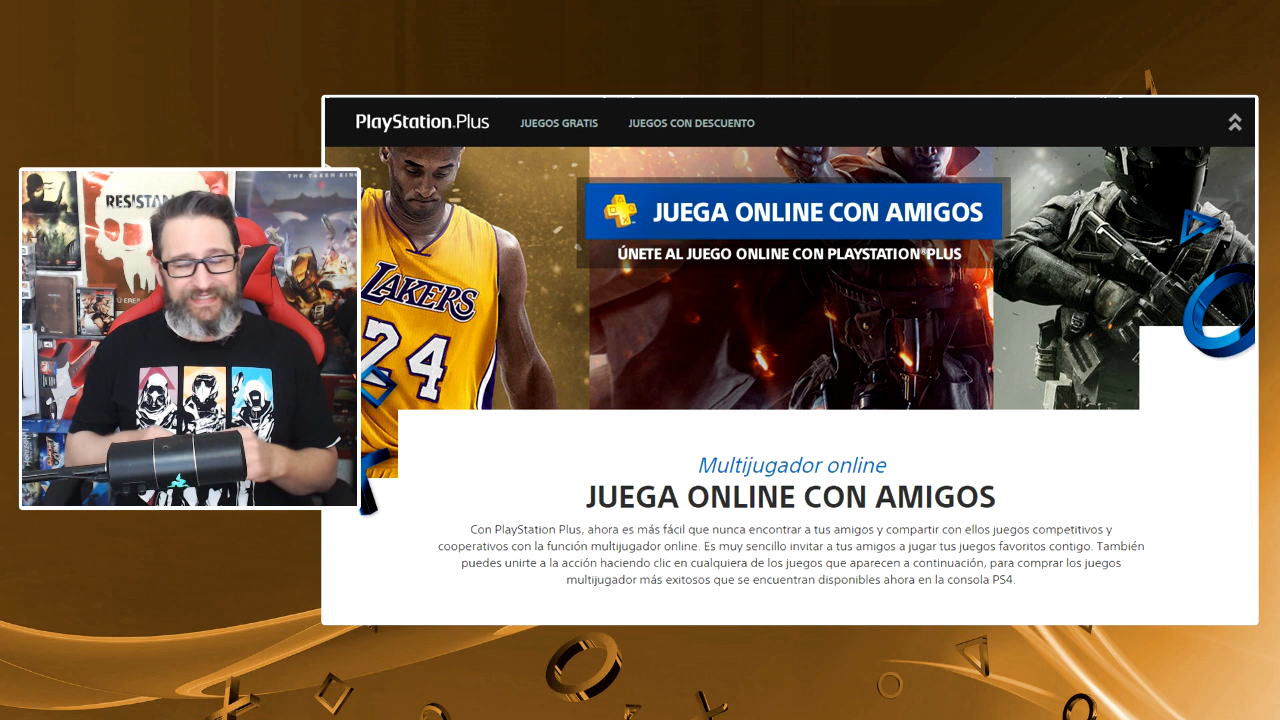 PlayStation®Plus
JUEGOS GRATIS
JUEGOS CON DESCUENTO
THE TAKEN KING
RESISTAN
JUEGA ONLINE CON AMIGOS
ÚNETE AL JUEGO ONLINE CON PLAYSTATION®PLUS
LAKERS
24
Multijugador online
JUEGA ONLINE CON AMIGOS
Con PlayStation Plus, ahora es más fácil que nunca encontrar a tus amigos y compartir con ellos juegos competitivos y
cooperativos con la función multijugador online. Es muy sencillo invitar a tus amigos a jugar tus juegos favoritos contigo. También
puedes unirte a la acción haciendo clic en cualquiera de los juegos que aparecen a continuación, para comprar los juegos
multijugador más exitosos que se encuentran disponibles ahora en la consola PS4.